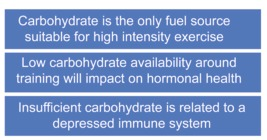 Carbohydrate is the only fuel source
suitable for high intensity exercise
Low carbohydrate availability around
training will impact on hormonal health
Insufficient carbohydrate is related to a
depressed immune system